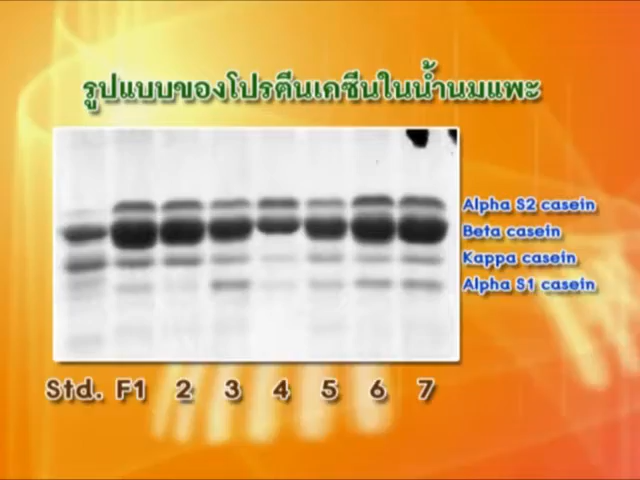 รูปแบบของโปรตีนเคซีนในน้ำนมแพะ
Alpha S2 casein
Beta casein
Kappa casein
Alpha S1 casein
Std. F1 2 3 4 5 6 7